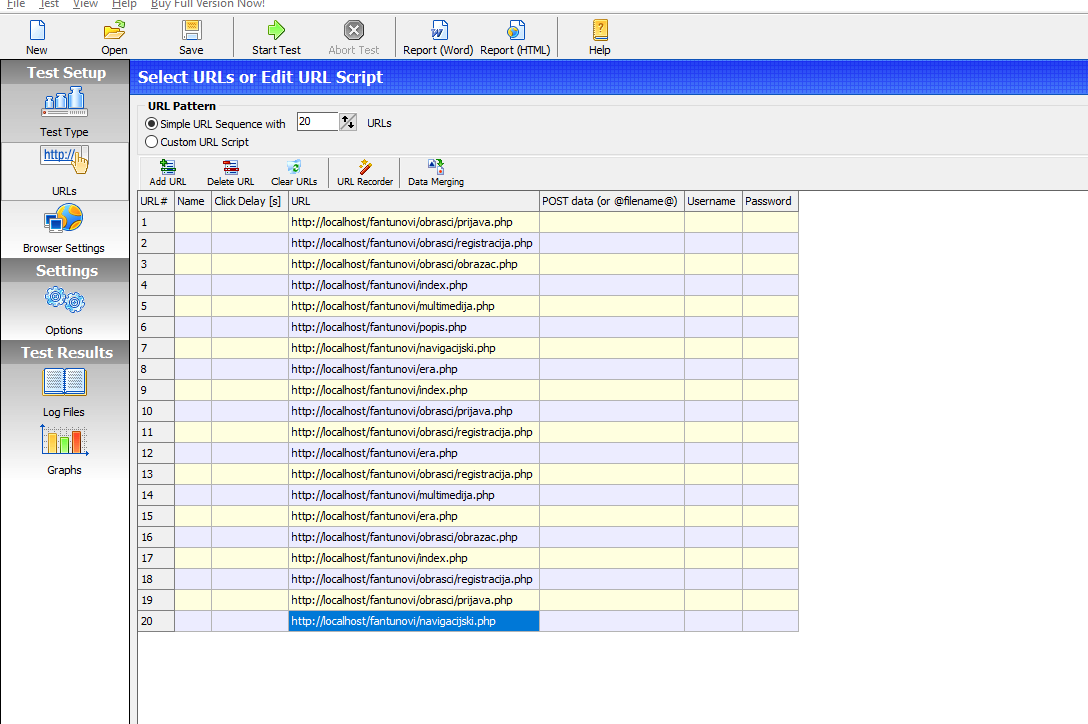 File Test View Help Buy Full Version Now!
New Open Save Start Test Abort Test Report (Word) Report (HTML) Help
Test Setup
Test Type
http://
URLs
Browser Settings
Settings
Options
Test Results
Log Files
Graphs
Select URLs or Edit URL Script
URL Pattern
Simple URL Sequence with 20 URLs
Custom URL Script
Add URL Delete URL Clear URLs URL Recorder Data Merging
URL# Name Click Delay [s] URL POST data (or @filename@) Username Password
1 http://localhost/fantunovi/obrasci/prijava.php
2 http://localhost/fantunovi/obrasci/registracija.php
3 http://localhost/fantunovi/obrasci/obrazac.php
4 http://localhost/fantunovi/index.php
5 http://localhost/fantunovi/multimedija.php
6 http://localhost/fantunovi/popis.php
7 http://localhost/fantunovi/navigacijski.php
8 http://localhost/fantunovi/era.php
9 http://localhost/fantunovi/index.php
10 http://localhost/fantunovi/obrasci/prijava.php
11 http://localhost/fantunovi/obrasci/registracija.php
12 http://localhost/fantunovi/era.php
13 http://localhost/fantunovi/obrasci/registracija.php
14 http://localhost/fantunovi/multimedija.php
15 http://localhost/fantunovi/era.php
16 http://localhost/fantunovi/obrasci/obrazac.php
17 http://localhost/fantunovi/index.php
18 http://localhost/fantunovi/obrasci/registracija.php
19 http://localhost/fantunovi/obrasci/prijava.php
20 http://localhost/fantunovi/navigacijski.php